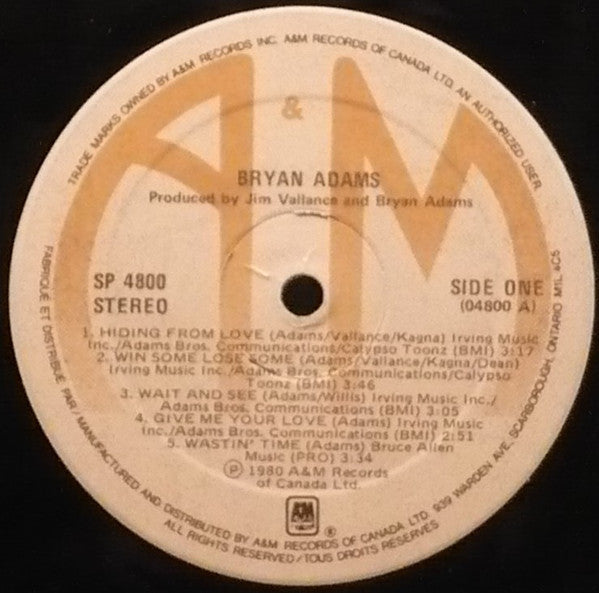 TRADE MARKS OWNED BY A&M RECORDS INC. A&M RECORDS OF CANADA LTD. AN AUTHORIZED USER.
A & M
BRYAN ADAMS
Produced by Jim Vallance and Bryan Adams
SP 4800
STEREO
SIDE ONE
(04800 A)
1. HIDING FROM LOVE (Adams/Vallance/Kagna) Irving Music
Inc./Adams Bros. Communications/Calypso Toonz (BMI) 3:17
2. WIN SOME LOSE SOME (Adams/Vallance/Kagna/Dean)
Irving Music Inc./Adams Bros. Communications/Calypso
Toonz (BMI) 3:46
3. WAIT AND SEE (Adams/Willis) Irving Music Inc./
Adams Bros. Communications (BMI) 3:05
4. GIVE ME YOUR LOVE (Adams) Irving Music
Inc./Adams Bros. Communications (BMI) 2:51
5. WASTIN' TIME (Adams) Bruce Allen
Music (PRO) 3:34
℗ 1980 A&M Records
of Canada Ltd.
A&M ®
FABRIQUÉ ET DISTRIBUÉ PAR/MANUFACTURED AND DISTRIBUTED BY A&M RECORDS OF CANADA LTD. 939 WARDEN AVE. SCARBOROUGH, ONTARIO M1L 4C5
ALL RIGHTS RESERVED/TOUS DROITS RESERVÉS